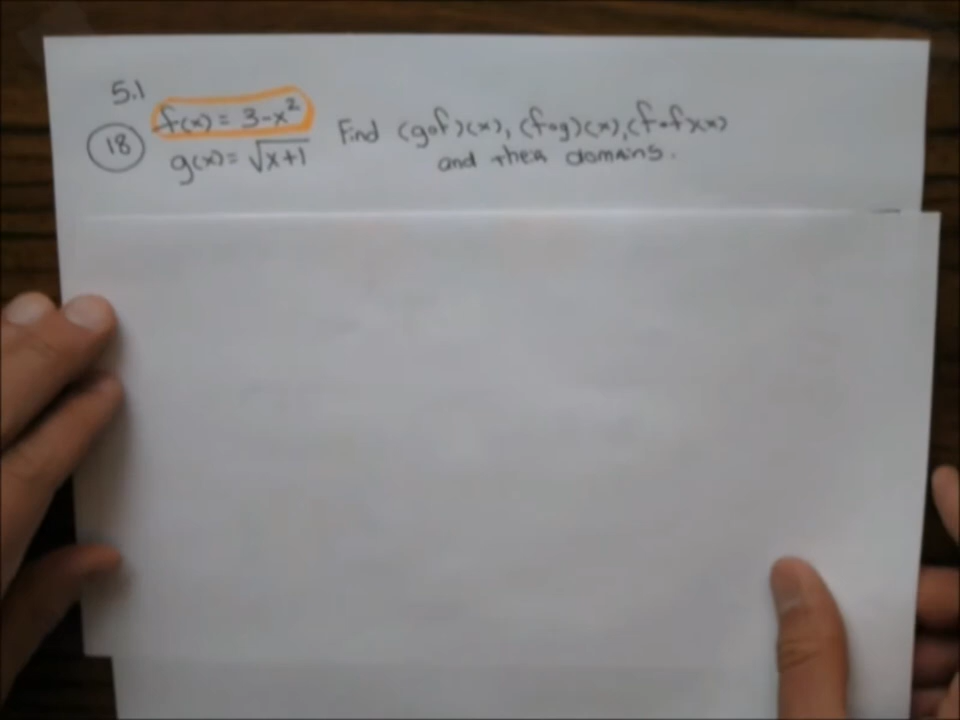 5.1
18 f(x) = 3-x² Find (g∘f)(x), (f∘g)(x), (f∘f)(x)
g(x) = √x+1 and their domains.